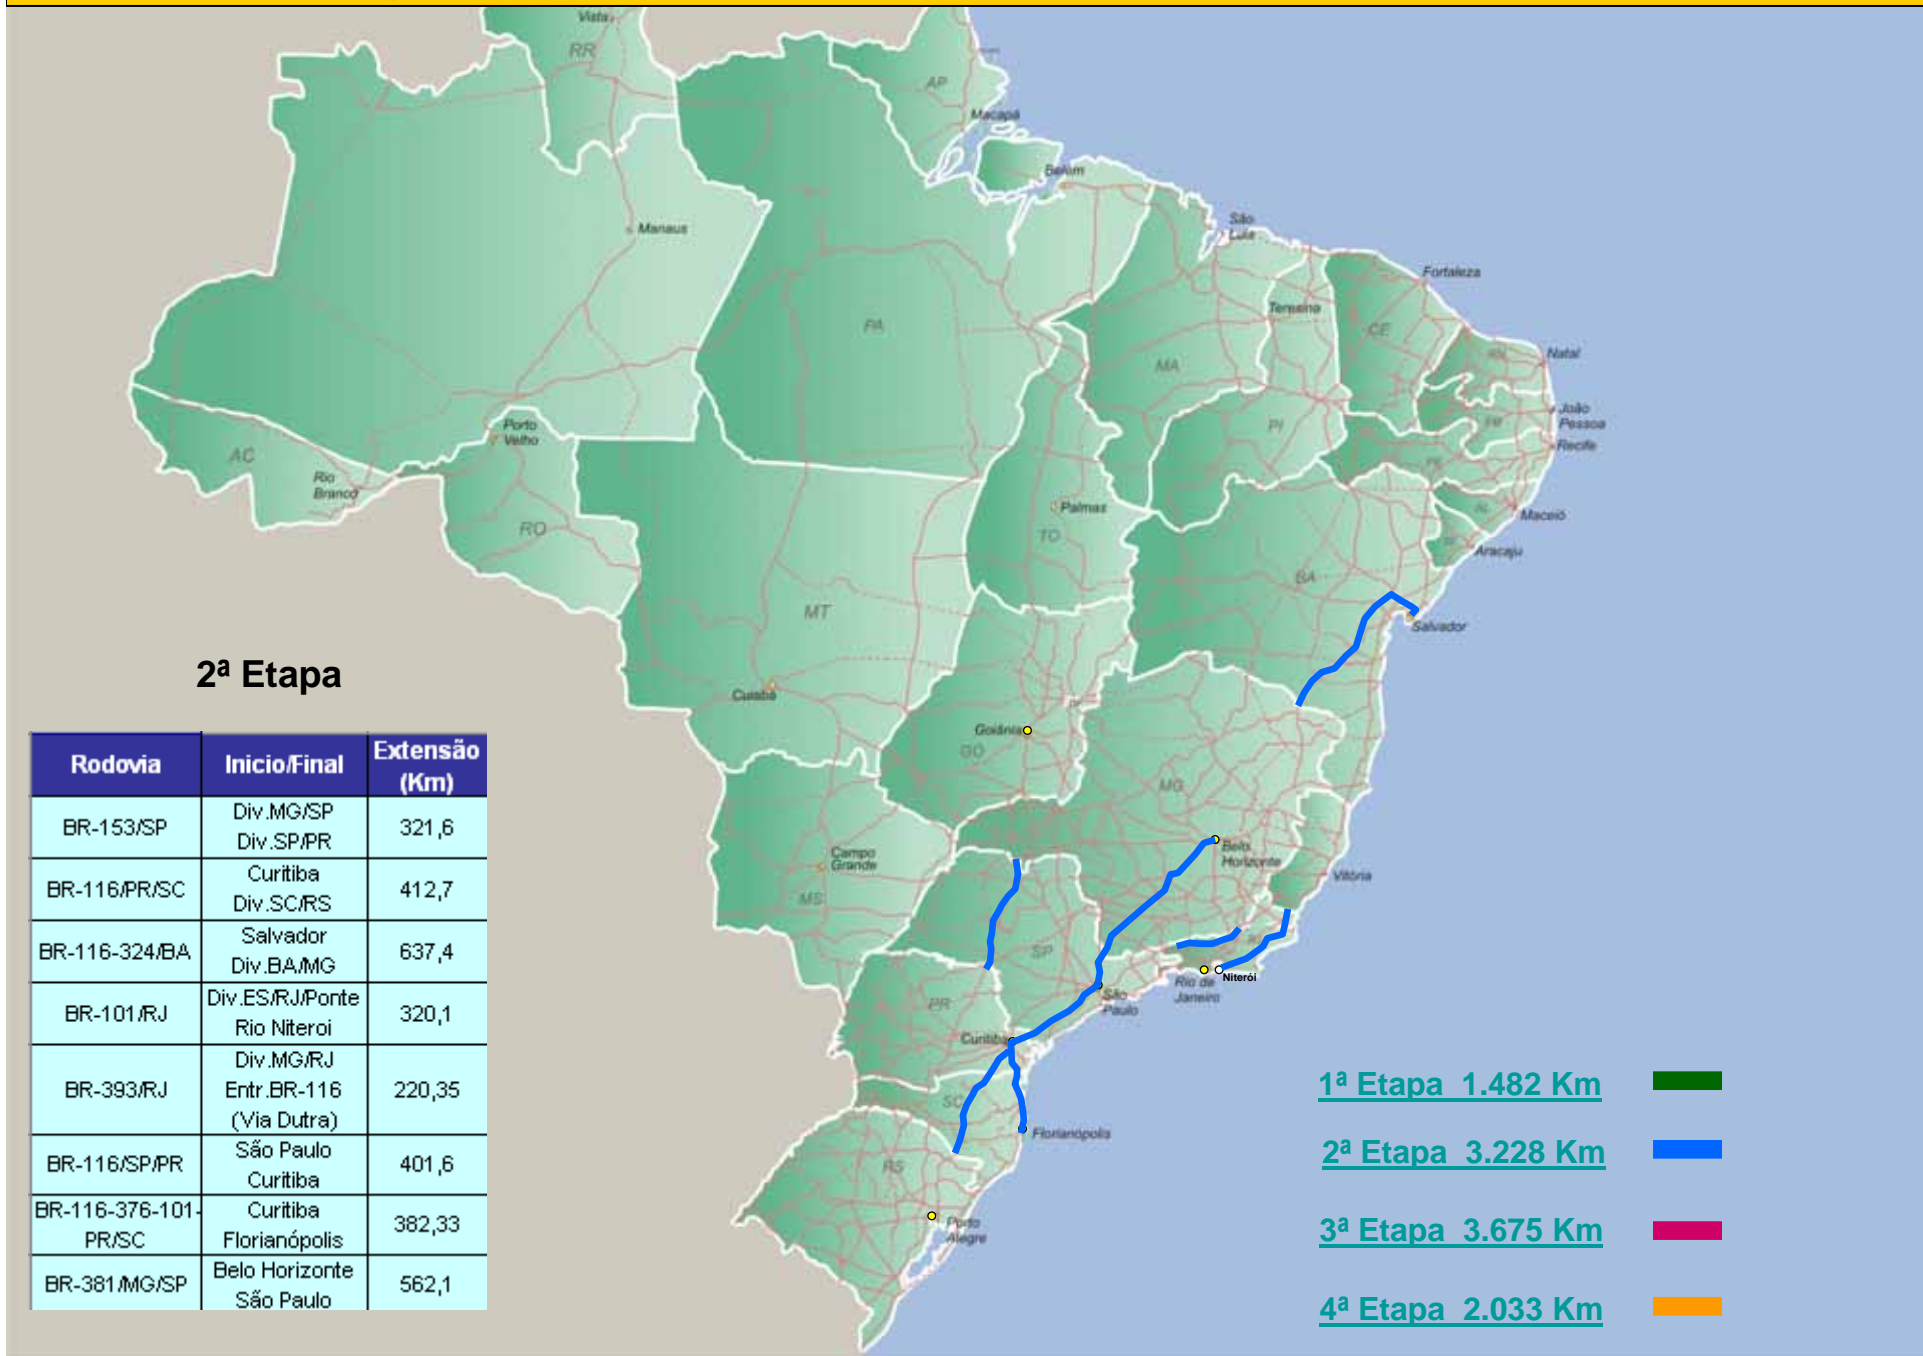 Vista
RR
AP
Macapá
Belém
Manaus
São
Luís
Fortaleza
PA
Teresina
CE
MA
RN
Natal
João
Pessoa
PB
Recife
Porto
Velho
PI
AC
Rio
Branco
PE
Palmas
AL
Maceió
RO
TO
SE
Aracaju
BA
MT
Salvador
Cuiabá
DF
Goiânia
GO
MG
Belo
Horizonte
Campo
Grande
Vitória
MS
SP
RJ
Niterói
Rio de
Janeiro
São
Paulo
PR
Curitiba
SC
Florianópolis
RS
Porto
Alegre
2ª Etapa
Rodovia Inicio/Final Extensão
(Km)
BR-153/SP Div.MG/SP
Div.SP/PR 321,6
BR-116/PR/SC Curitiba
Div.SC/RS 412,7
BR-116-324/BA Salvador
Div.BA/MG 637,4
BR-101/RJ Div.ES/RJ/Ponte
Rio Niteroi 320,1
BR-393/RJ Div.MG/RJ
Entr.BR-116
(Via Dutra) 220,35
BR-116/SP/PR São Paulo
Curitiba 401,6
BR-116-376-101-
PR/SC Curitiba
Florianópolis 382,33
BR-381/MG/SP Belo Horizonte
São Paulo 562,1
1ª Etapa 1.482 Km
2ª Etapa 3.228 Km
3ª Etapa 3.675 Km
4ª Etapa 2.033 Km